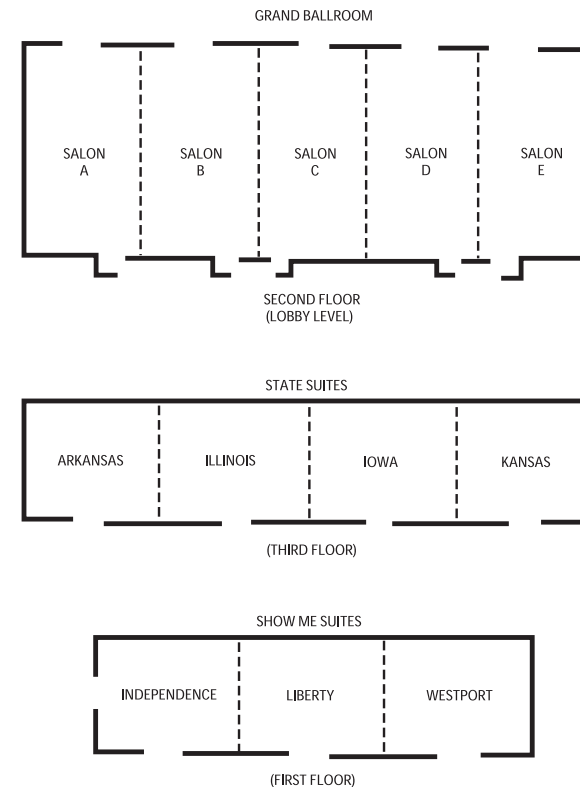 GRAND BALLROOM
SALON
A
SALON
B
SALON
C
SALON
D
SALON
E
SECOND FLOOR
(LOBBY LEVEL)
STATE SUITES
ARKANSAS
ILLINOIS
IOWA
KANSAS
(THIRD FLOOR)
SHOW ME SUITES
INDEPENDENCE
LIBERTY
WESTPORT
(FIRST FLOOR)